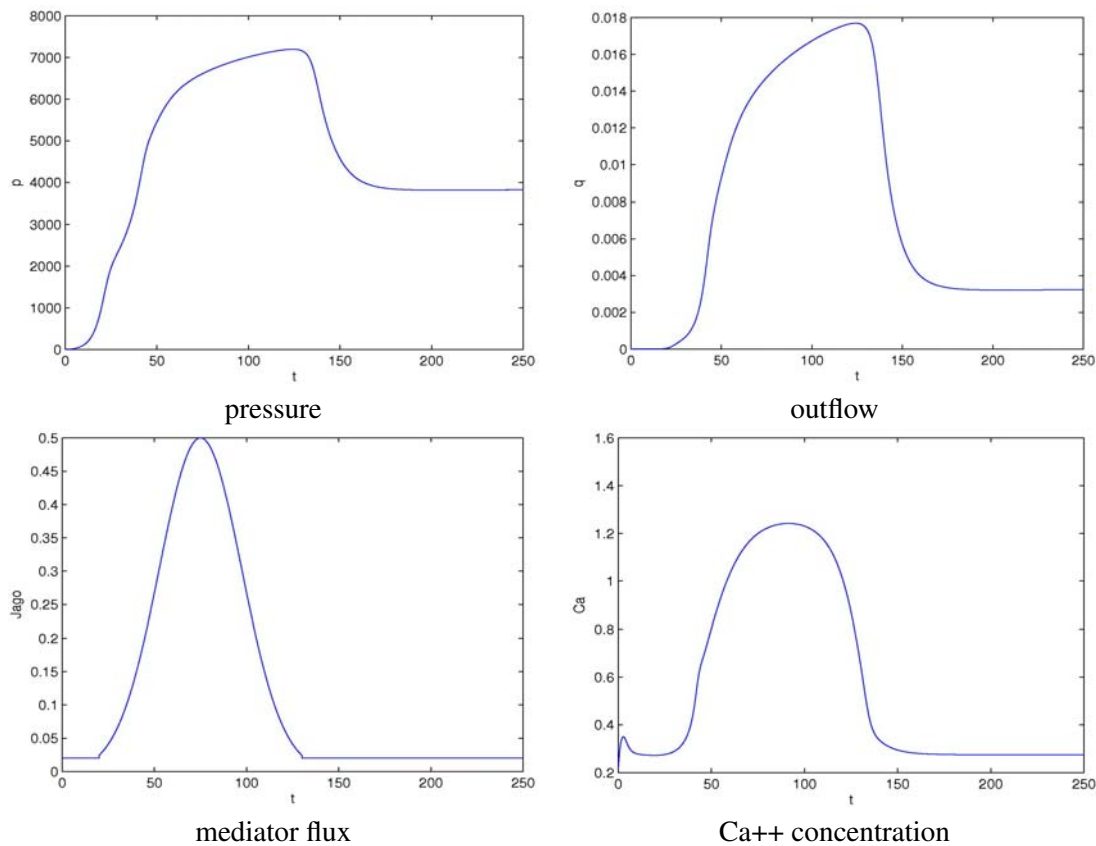 8000
7000
6000
5000
4000
3000
2000
1000
0
p
0 50 100 150 200 250
t
pressure
0.018
0.016
0.014
0.012
0.01
0.008
0.006
0.004
0.002
0
q
0 50 100 150 200 250
t
outflow
0.5
0.45
0.4
0.35
0.3
0.25
0.2
0.15
0.1
0.05
0
Jago
0 50 100 150 200 250
t
mediator flux
1.6
1.4
1.2
1
0.8
0.6
0.4
0.2
Ca
0 50 100 150 200 250
t
Ca++ concentration